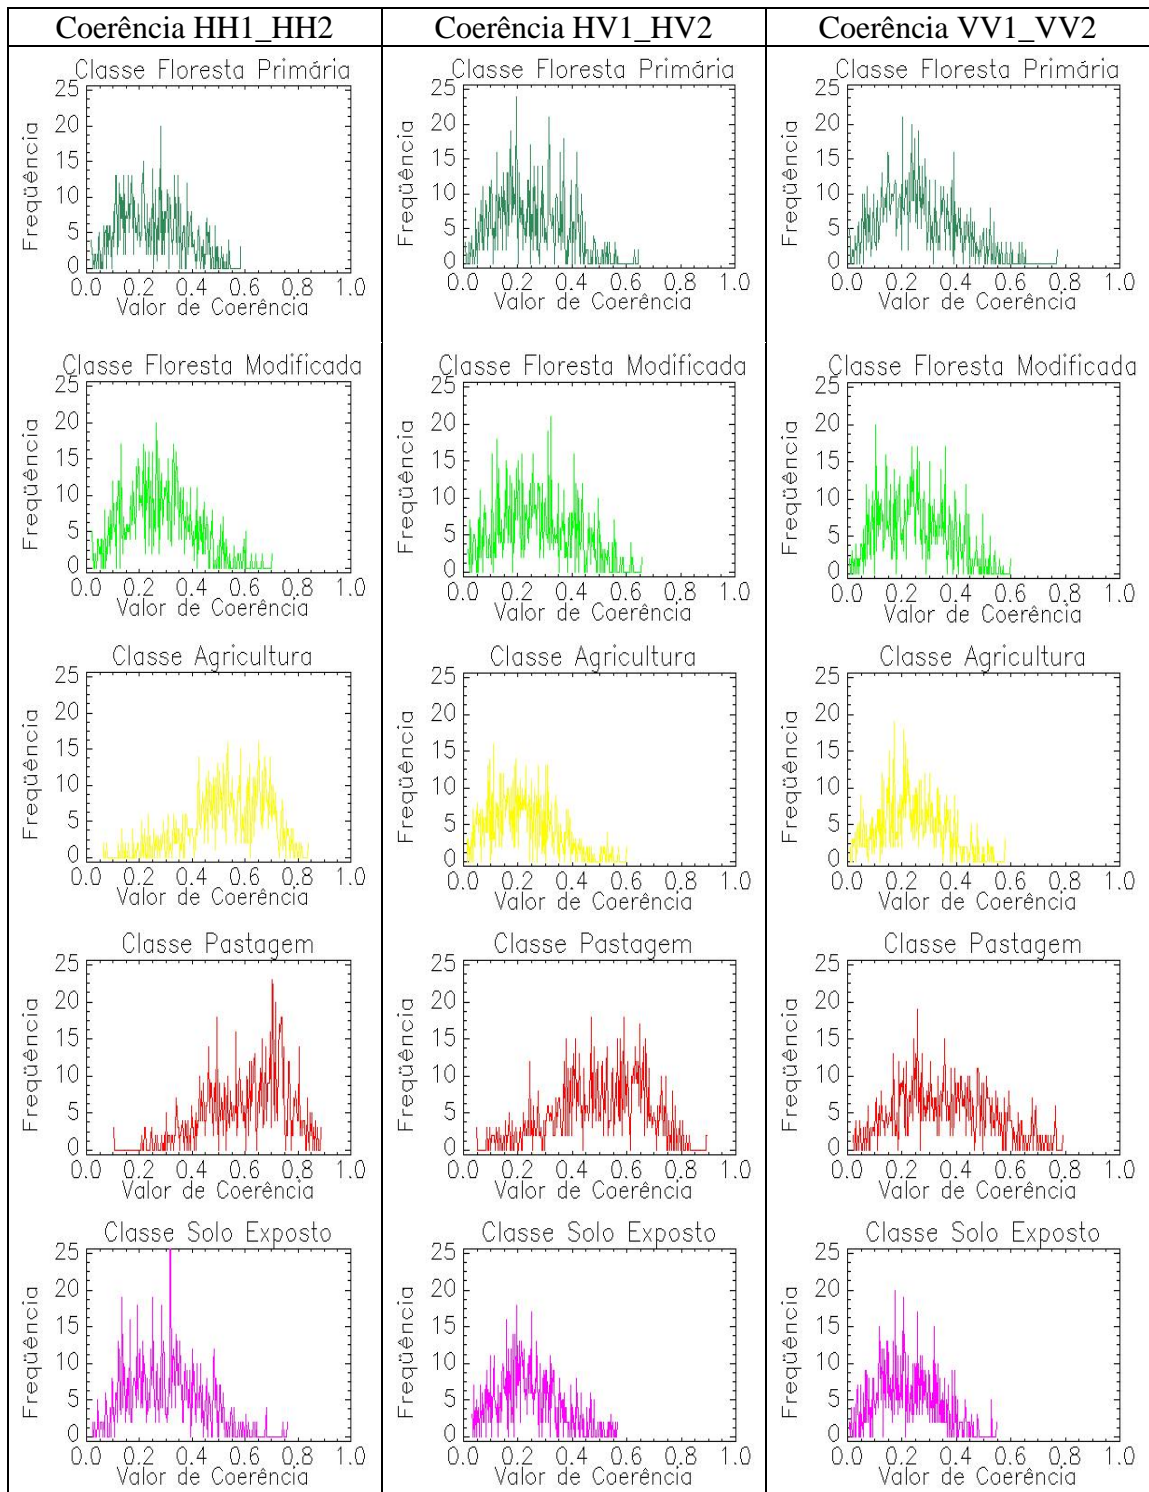 Coerência HH1_HH2
Coerência HV1_HV2
Coerência VV1_VV2
Classe Floresta Primária
25
20
15
10
5
0
Freqüência
0.0 0.2 0.4 0.6 0.8 1.0
Valor de Coerência
Classe Floresta Primária
25
20
15
10
5
0
Freqüência
0.0 0.2 0.4 0.6 0.8 1.0
Valor de Coerência
Classe Floresta Primária
25
20
15
10
5
0
Freqüência
0.0 0.2 0.4 0.6 0.8 1.0
Valor de Coerência
Classe Floresta Modificada
25
20
15
10
5
0
Freqüência
0.0 0.2 0.4 0.6 0.8 1.0
Valor de Coerência
Classe Floresta Modificada
25
20
15
10
5
0
Freqüência
0.0 0.2 0.4 0.6 0.8 1.0
Valor de Coerência
Classe Floresta Modificada
25
20
15
10
5
0
Freqüência
0.0 0.2 0.4 0.6 0.8 1.0
Valor de Coerência
Classe Agricultura
25
20
15
10
5
0
Freqüência
0.0 0.2 0.4 0.6 0.8 1.0
Valor de Coerência
Classe Agricultura
25
20
15
10
5
0
Freqüência
0.0 0.2 0.4 0.6 0.8 1.0
Valor de Coerência
Classe Agricultura
25
20
15
10
5
0
Freqüência
0.0 0.2 0.4 0.6 0.8 1.0
Valor de Coerência
Classe Pastagem
25
20
15
10
5
0
Freqüência
0.0 0.2 0.4 0.6 0.8 1.0
Valor de Coerência
Classe Pastagem
25
20
15
10
5
0
Freqüência
0.0 0.2 0.4 0.6 0.8 1.0
Valor de Coerência
Classe Pastagem
25
20
15
10
5
0
Freqüência
0.0 0.2 0.4 0.6 0.8 1.0
Valor de Coerência
Classe Solo Exposto
25
20
15
10
5
0
Freqüência
0.0 0.2 0.4 0.6 0.8 1.0
Valor de Coerência
Classe Solo Exposto
25
20
15
10
5
0
Freqüência
0.0 0.2 0.4 0.6 0.8 1.0
Valor de Coerência
Classe Solo Exposto
25
20
15
10
5
0
Freqüência
0.0 0.2 0.4 0.6 0.8 1.0
Valor de Coerência